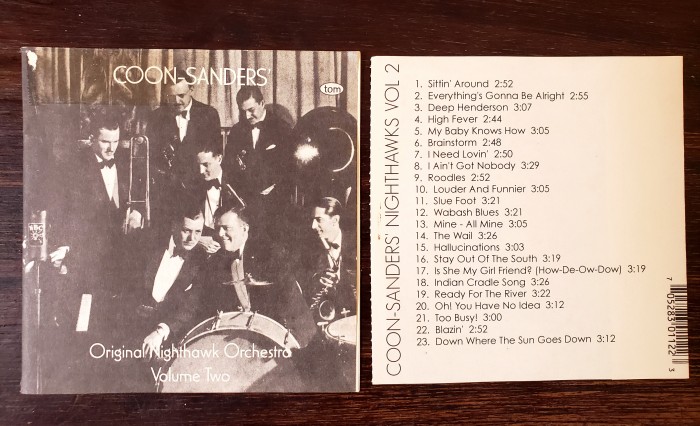 COON-SANDERS'
tom
ABC
Original Nighthawk Orchestra
Volume Two
COON-SANDERS' NIGHTHAWKS VOL 2
1. Sittin' Around 2:52
2. Everything's Gonna Be Alright 2:55
3. Deep Henderson 3:07
4. High Fever 2:44
5. My Baby Knows How 3:05
6. Brainstorm 2:48
7. I Need Lovin' 2:50
8. I Ain't Got Nobody 3:29
9. Roodles 2:52
10. Louder And Funnier 3:05
11. Slue Foot 3:21
12. Wabash Blues 3:21
13. Mine - All Mine 3:05
14. The Wail 3:26
15. Hallucinations 3:03
16. Stay Out Of The South 3:19
17. Is She My Girl Friend? (How-De-Ow-Dow) 3:19
18. Indian Cradle Song 3:26
19. Ready For The River 3:22
20. Oh! You Have No Idea 3:12
21. Too Busy! 3:00
22. Blazin' 2:52
23. Down Where The Sun Goes Down 3:12
7 05283-01122 3